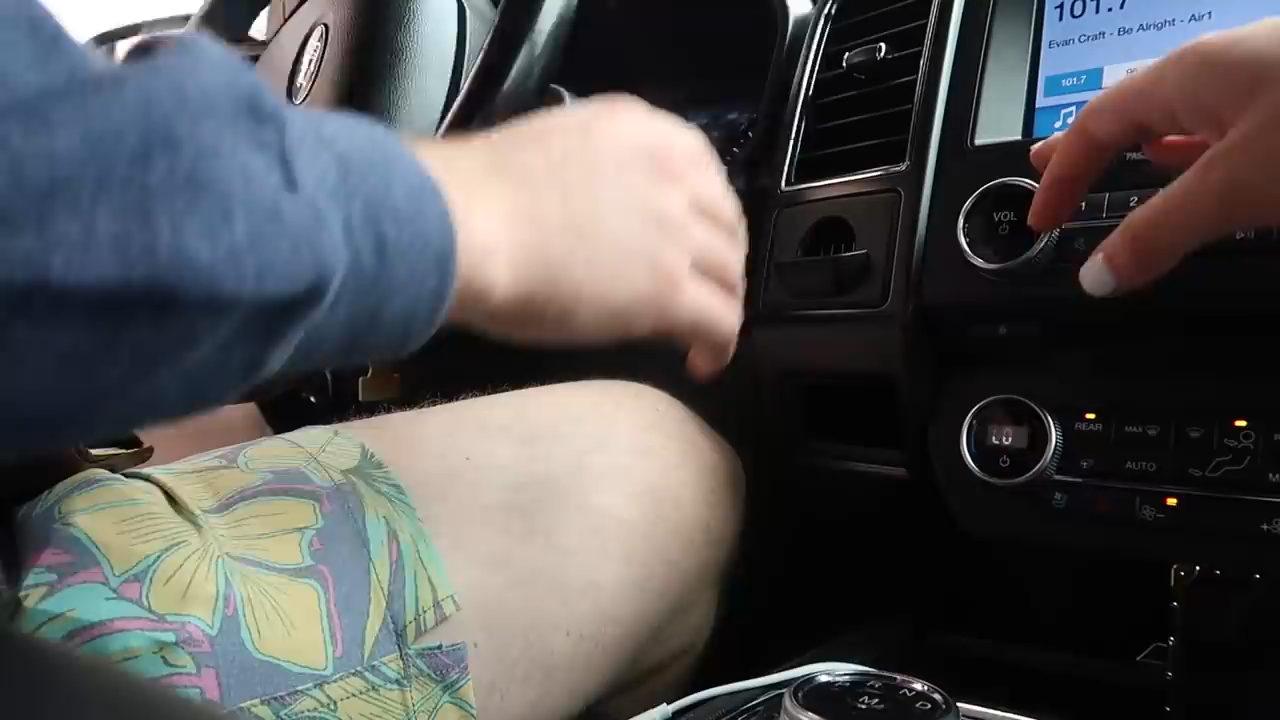 101.7
Evan Craft - Be Alright - Air1
101.7
VOL
1 2
LO
REAR
MAX
AUTO
R N D
M